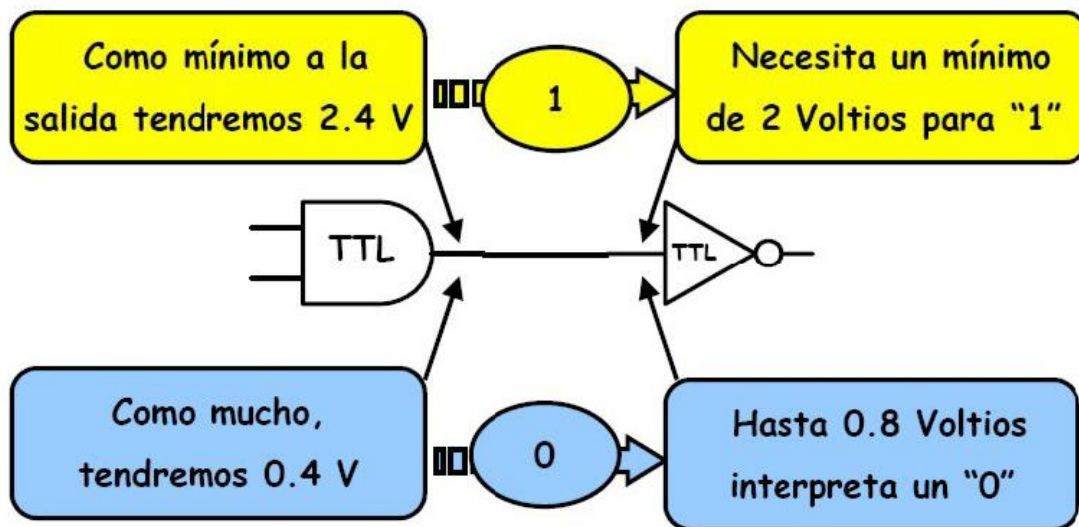 Como mínimo a la
salida tendremos 2.4 V
1
Necesita un mínimo
de 2 Voltios para “1”
TTL
TTL
Como mucho,
tendremos 0.4 V
0
Hasta 0.8 Voltios
interpreta un “0”